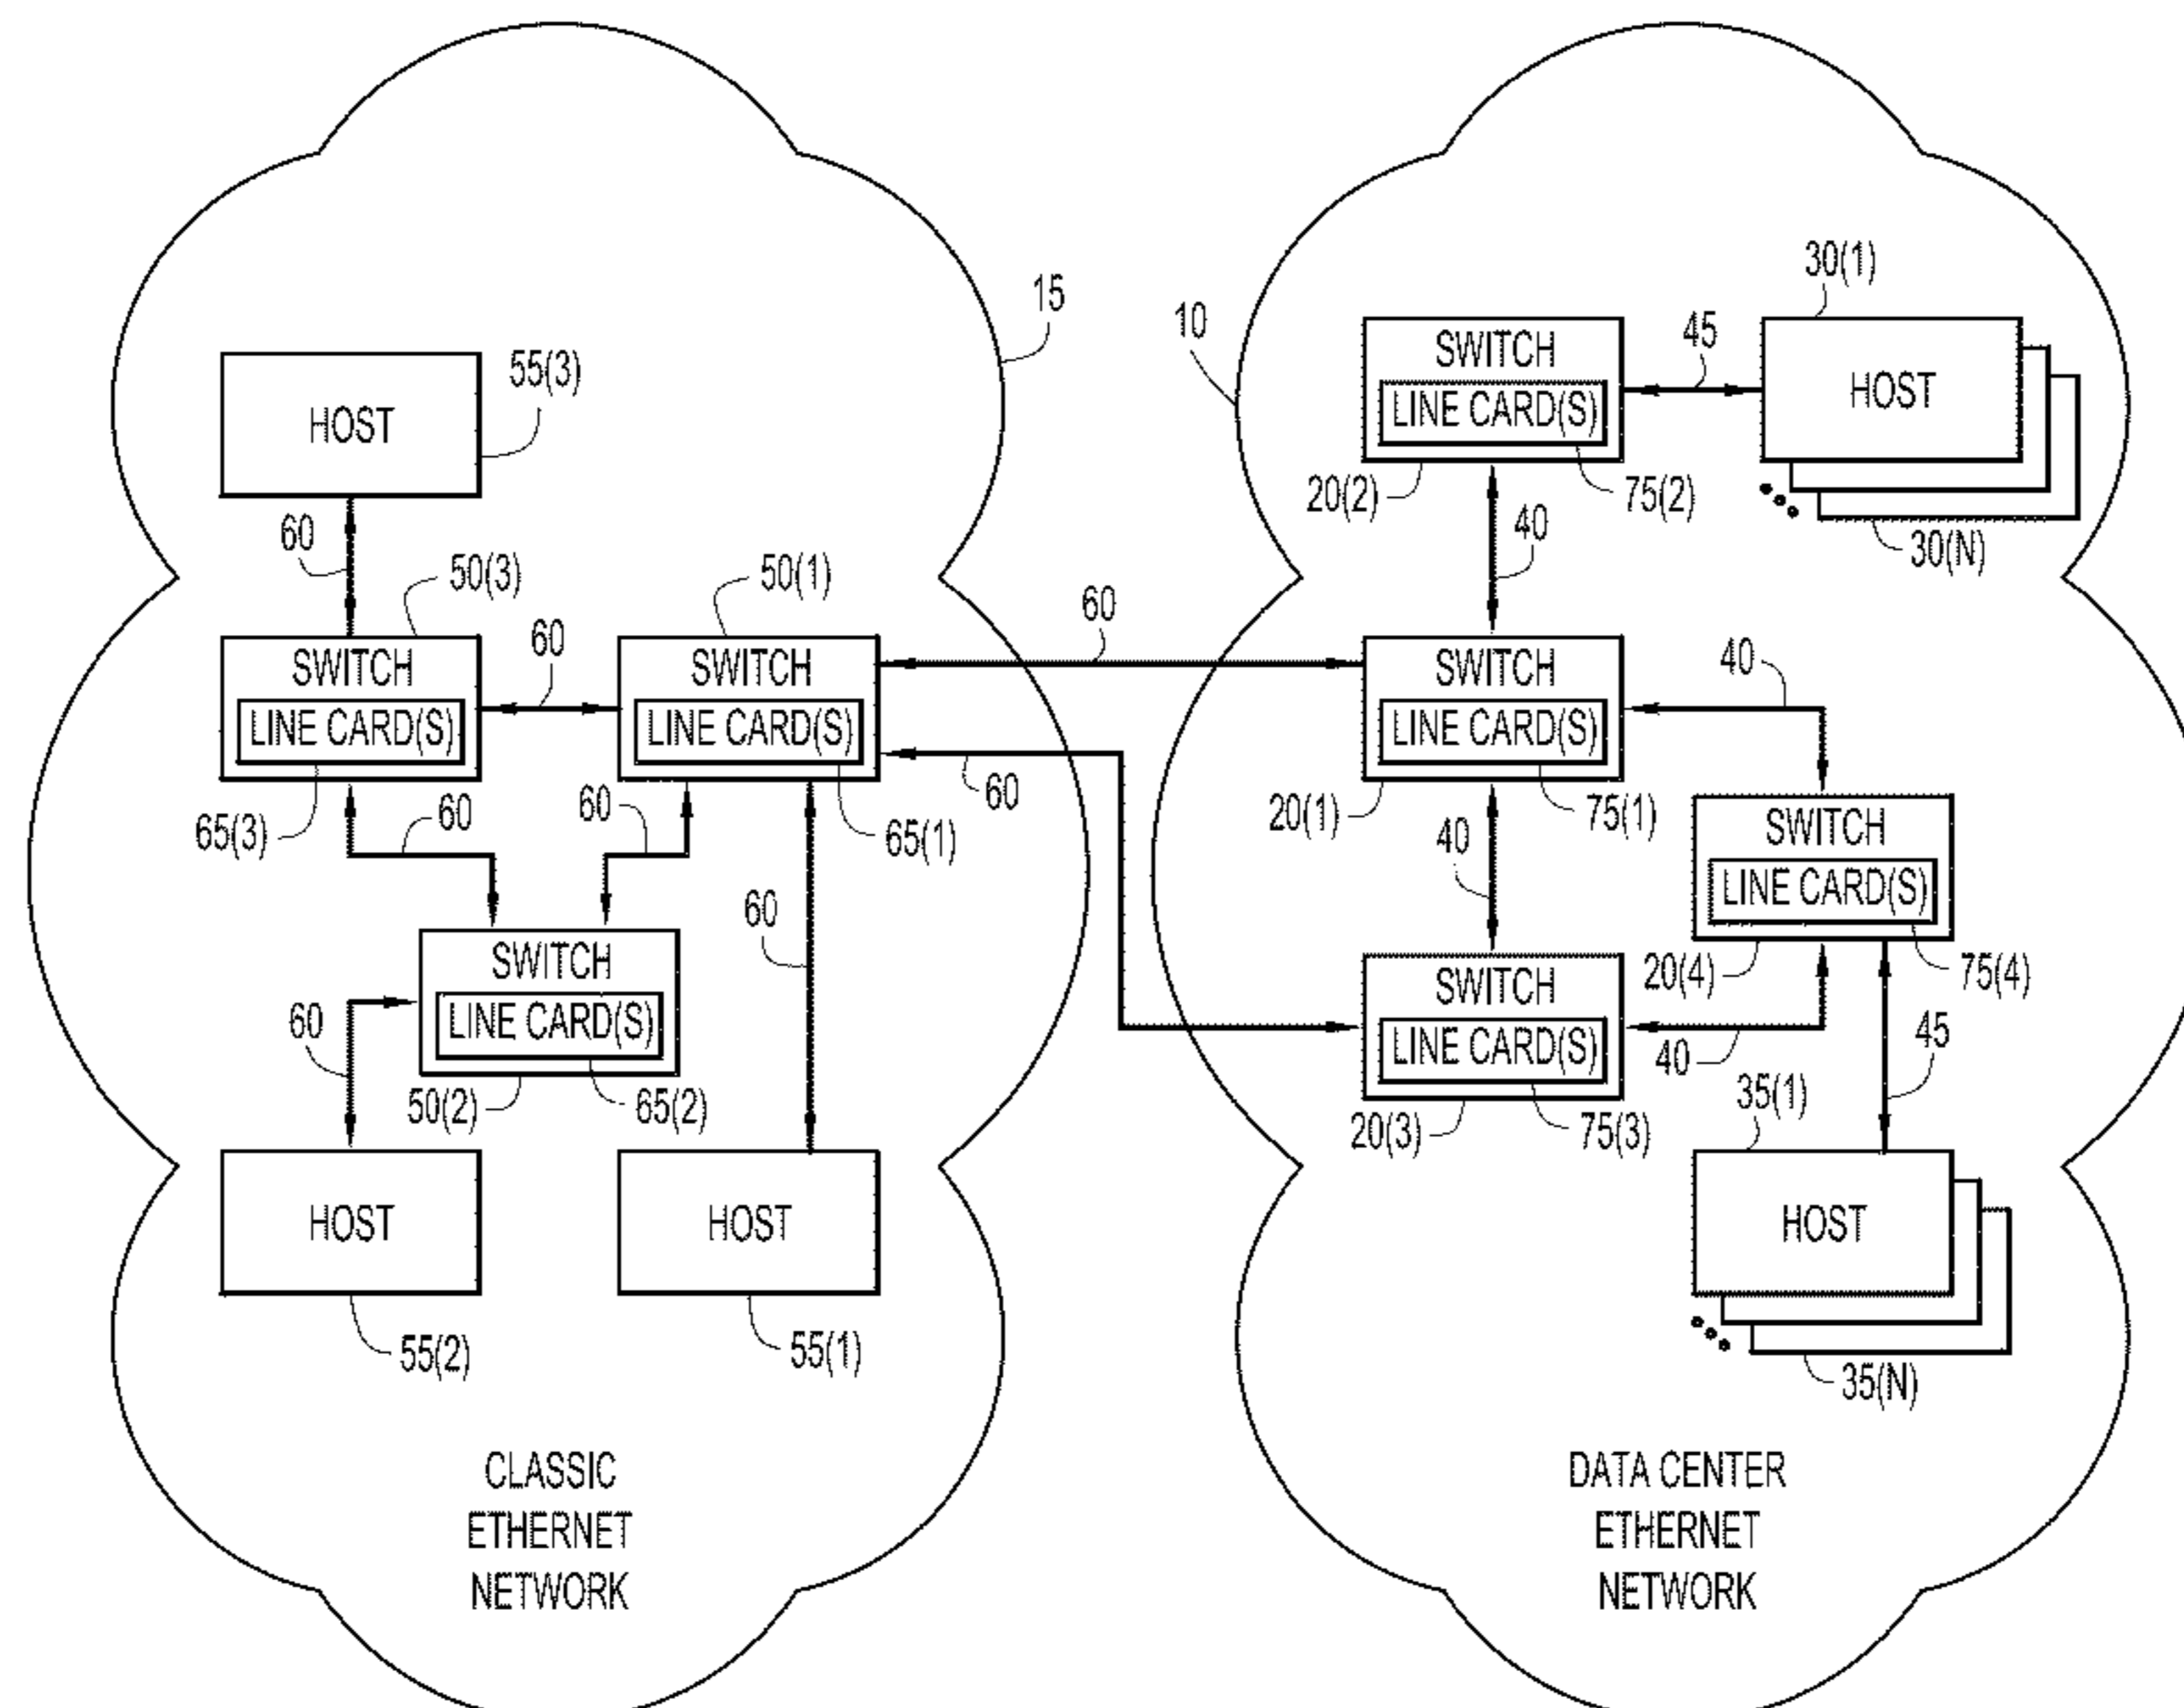 30(1)
15
10
45
SWITCH
LINE CARD(S)
HOST
55(3)
HOST
20(2)
75(2)
40
30(N)
60
50(3)
50(1)
60
60
SWITCH
LINE CARD(S)
SWITCH
LINE CARD(S)
SWITCH
LINE CARD(S)
40
60
65(3)
60
60
65(1)
20(1)
75(1)
40
SWITCH
LINE CARD(S)
60
SWITCH
LINE CARD(S)
20(4)
75(4)
SWITCH
LINE CARD(S)
60
40
45
50(2)
65(2)
20(3)
75(3)
35(1)
HOST
HOST
HOST
55(2)
55(1)
35(N)
CLASSIC
ETHERNET
NETWORK
DATA CENTER
ETHERNET
NETWORK